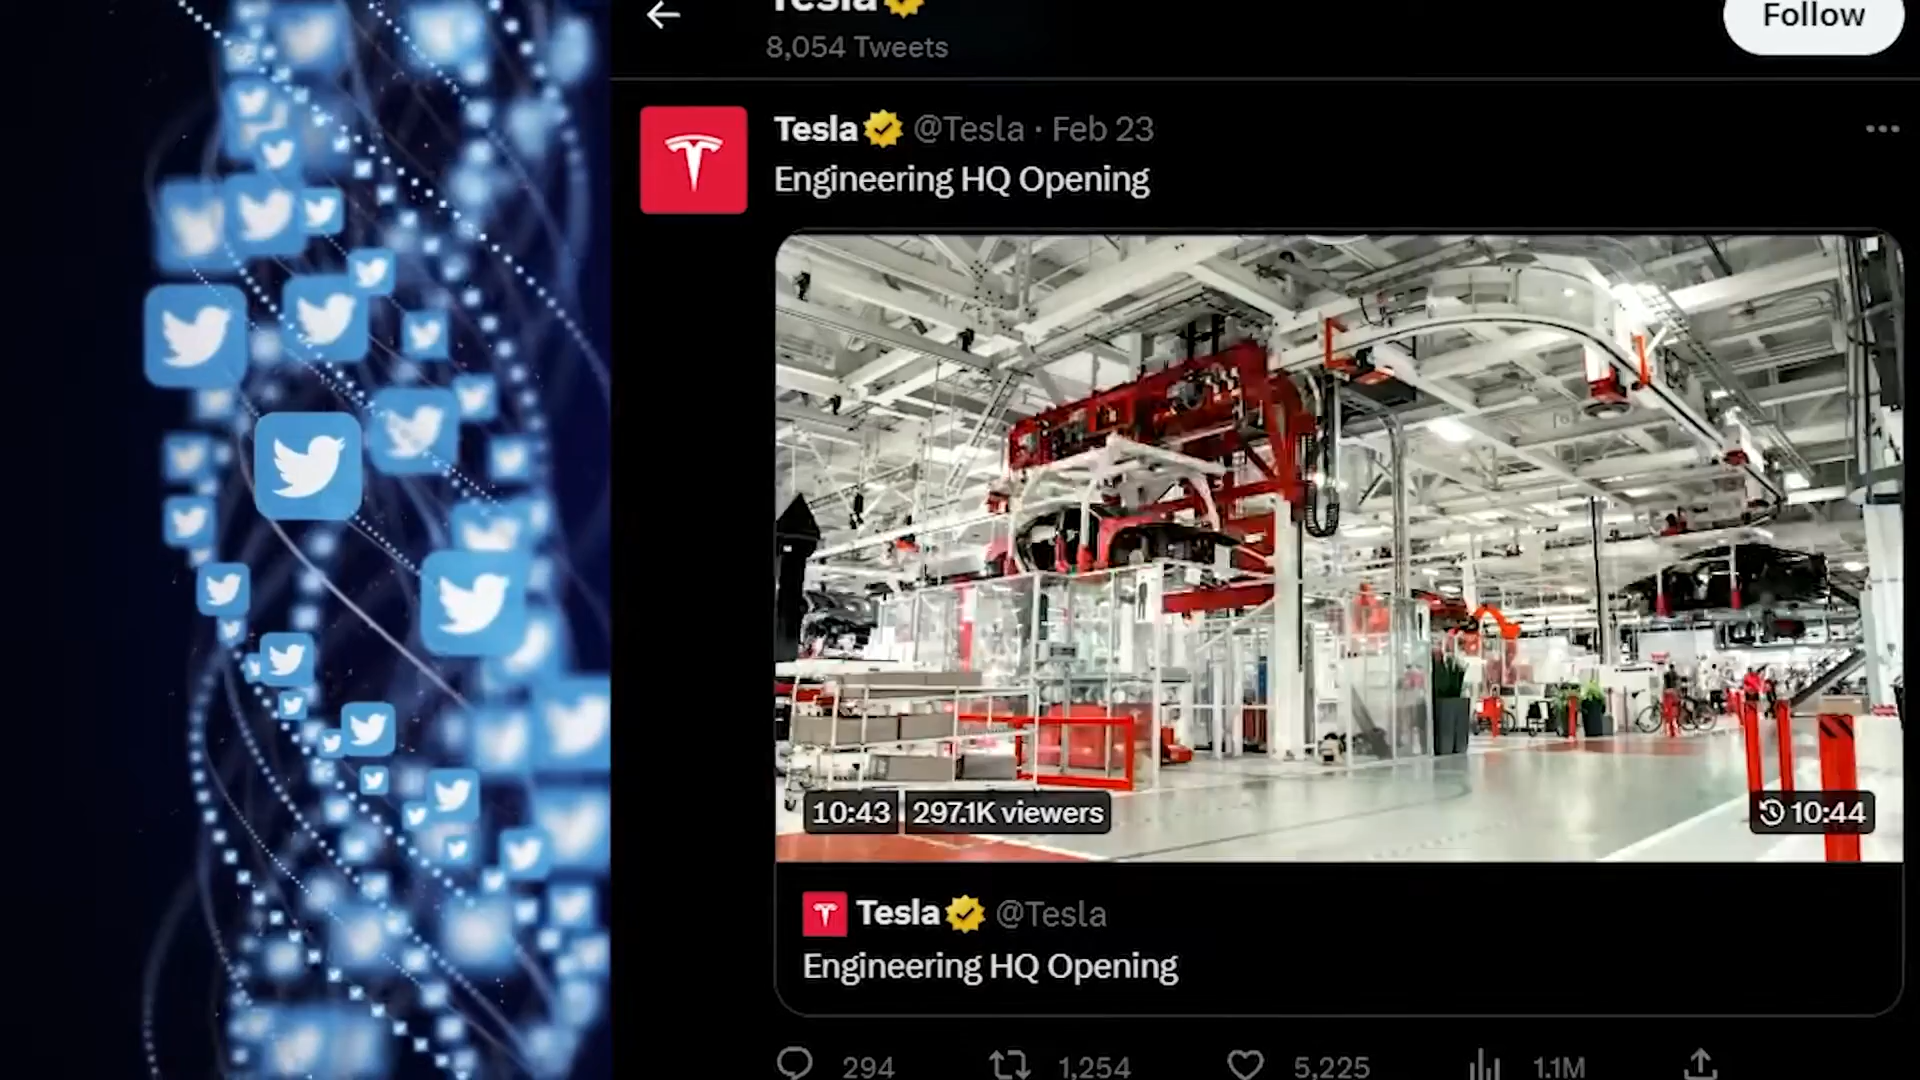 Tesla
8,054 Tweets
Follow
Tesla @Tesla · Feb 23
Engineering HQ Opening
10:43 297.1K viewers
10:44
Tesla @Tesla
Engineering HQ Opening
294 1,254 5,225 1.1M